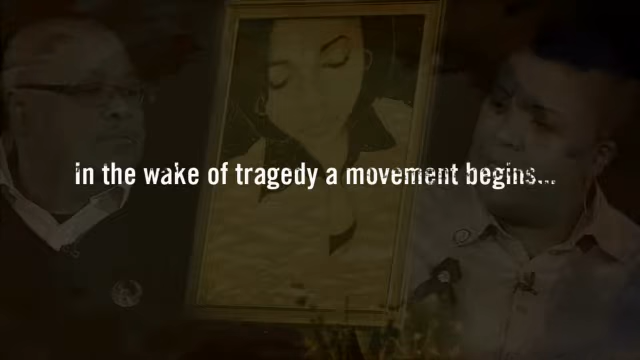 in the wake of tragedy a movement begins...